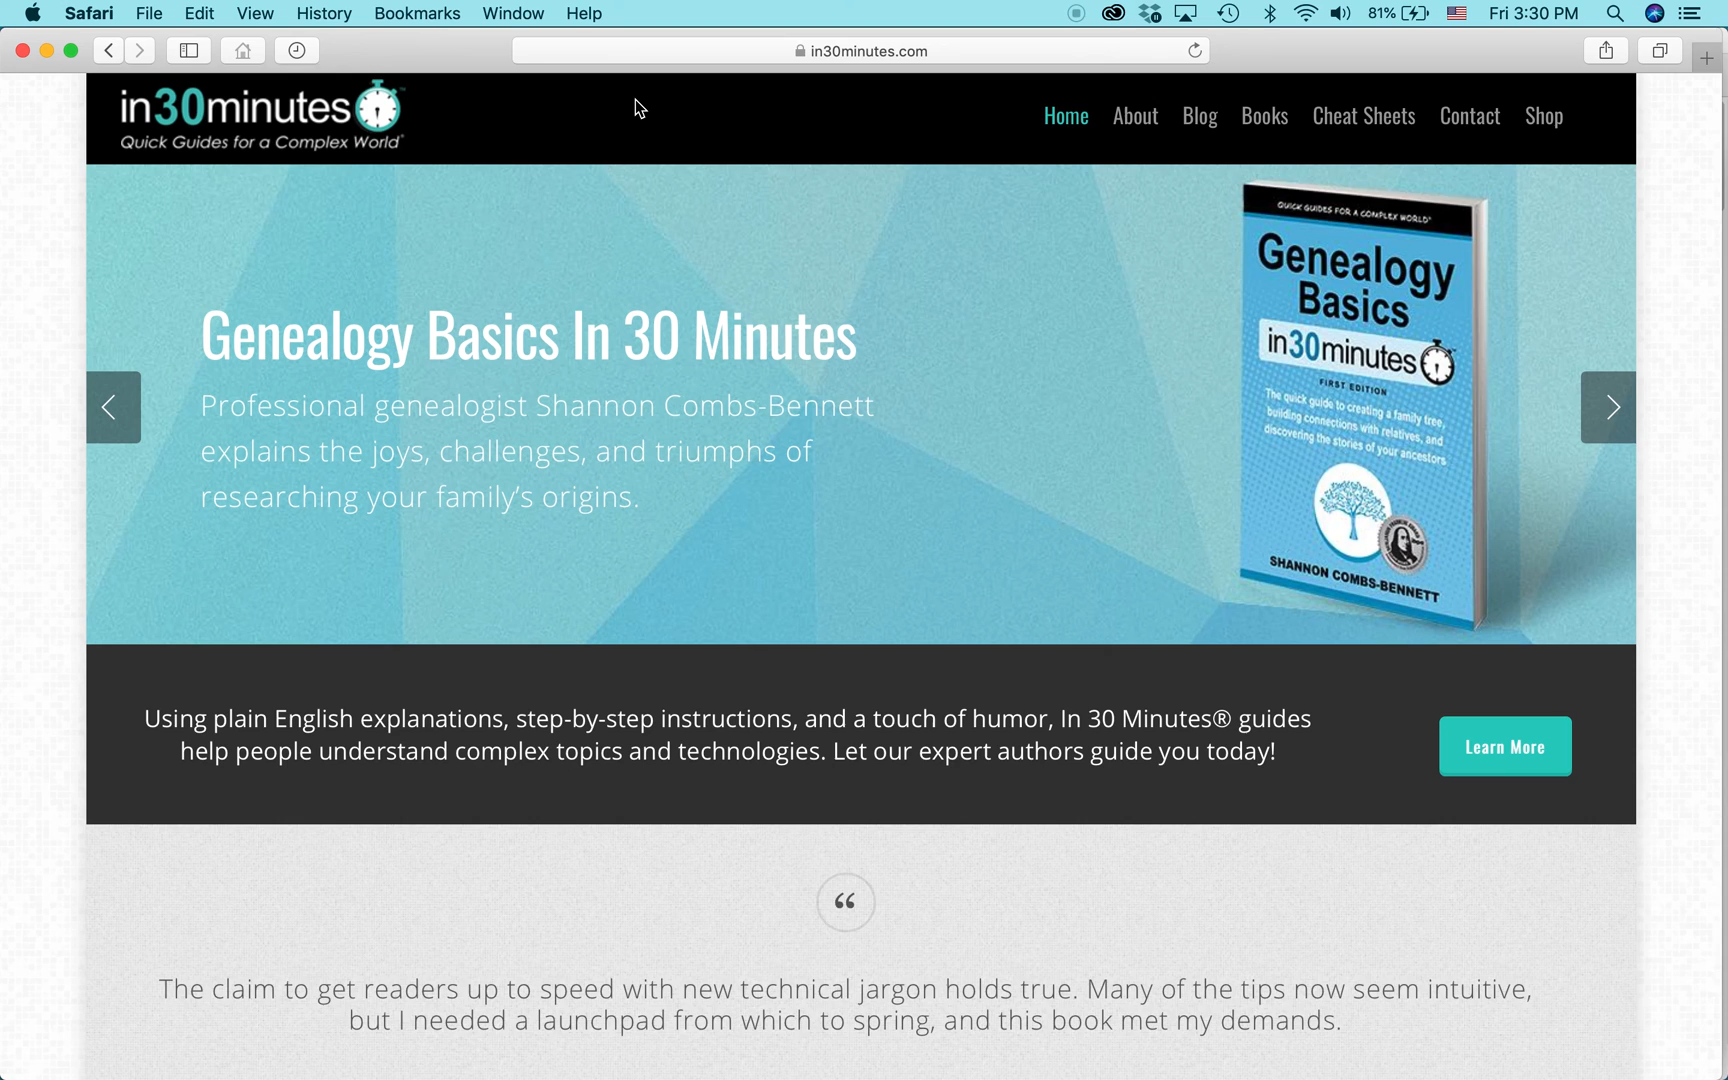 Safari File Edit View History Bookmarks Window Help
81% Fri 3:30 PM
in30minutes.com
in30minutes™
Quick Guides for a Complex World®
Home About Blog Books Cheat Sheets Contact Shop
Genealogy Basics In 30 Minutes
Professional genealogist Shannon Combs-Bennett
explains the joys, challenges, and triumphs of
researching your family’s origins.
QUICK GUIDES FOR A COMPLEX WORLD®
Genealogy
Basics
in30minutes
FIRST EDITION
The quick guide to creating a family tree,
building connections with relatives, and
discovering the stories of your ancestors
SHANNON COMBS-BENNETT
Using plain English explanations, step-by-step instructions, and a touch of humor, In 30 Minutes® guides
help people understand complex topics and technologies. Let our expert authors guide you today!
Learn More
“
The claim to get readers up to speed with new technical jargon holds true. Many of the tips now seem intuitive,
but I needed a launchpad from which to spring, and this book met my demands.